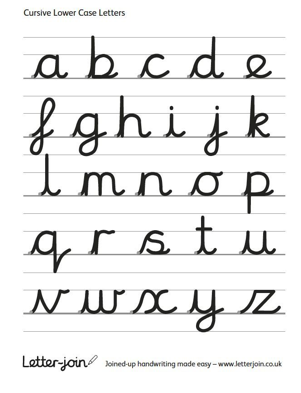 Cursive Lower Case Letters
a b c d e
f g h i j k
l m n o p
q r s t u
v w x y z
Letter-join Joined-up handwriting made easy – www.letterjoin.co.uk